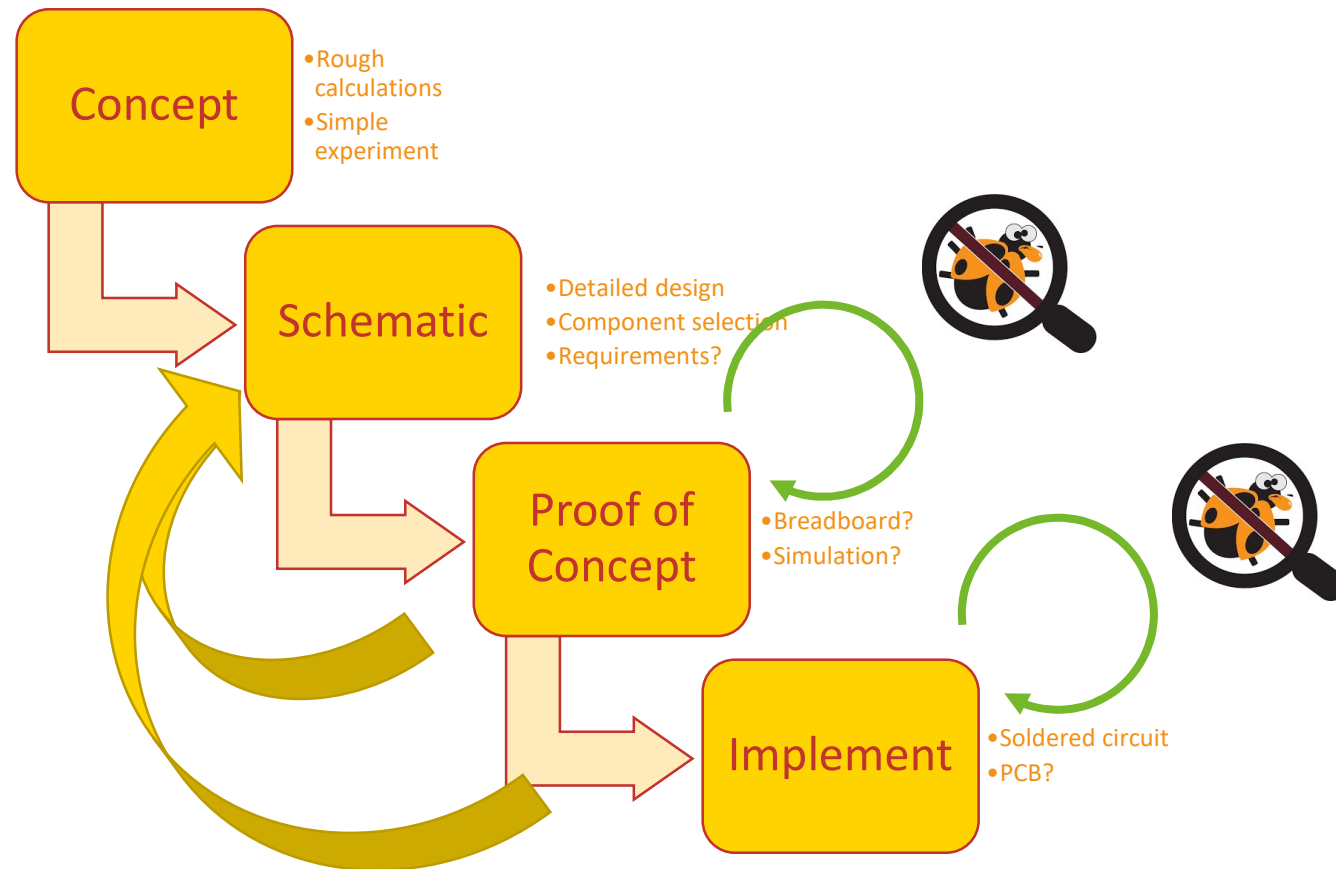 Concept
•Rough
calculations
•Simple
experiment
Schematic
•Detailed design
•Component selection
•Requirements?
Proof of
Concept
•Breadboard?
•Simulation?
Implement
•Soldered circuit
•PCB?